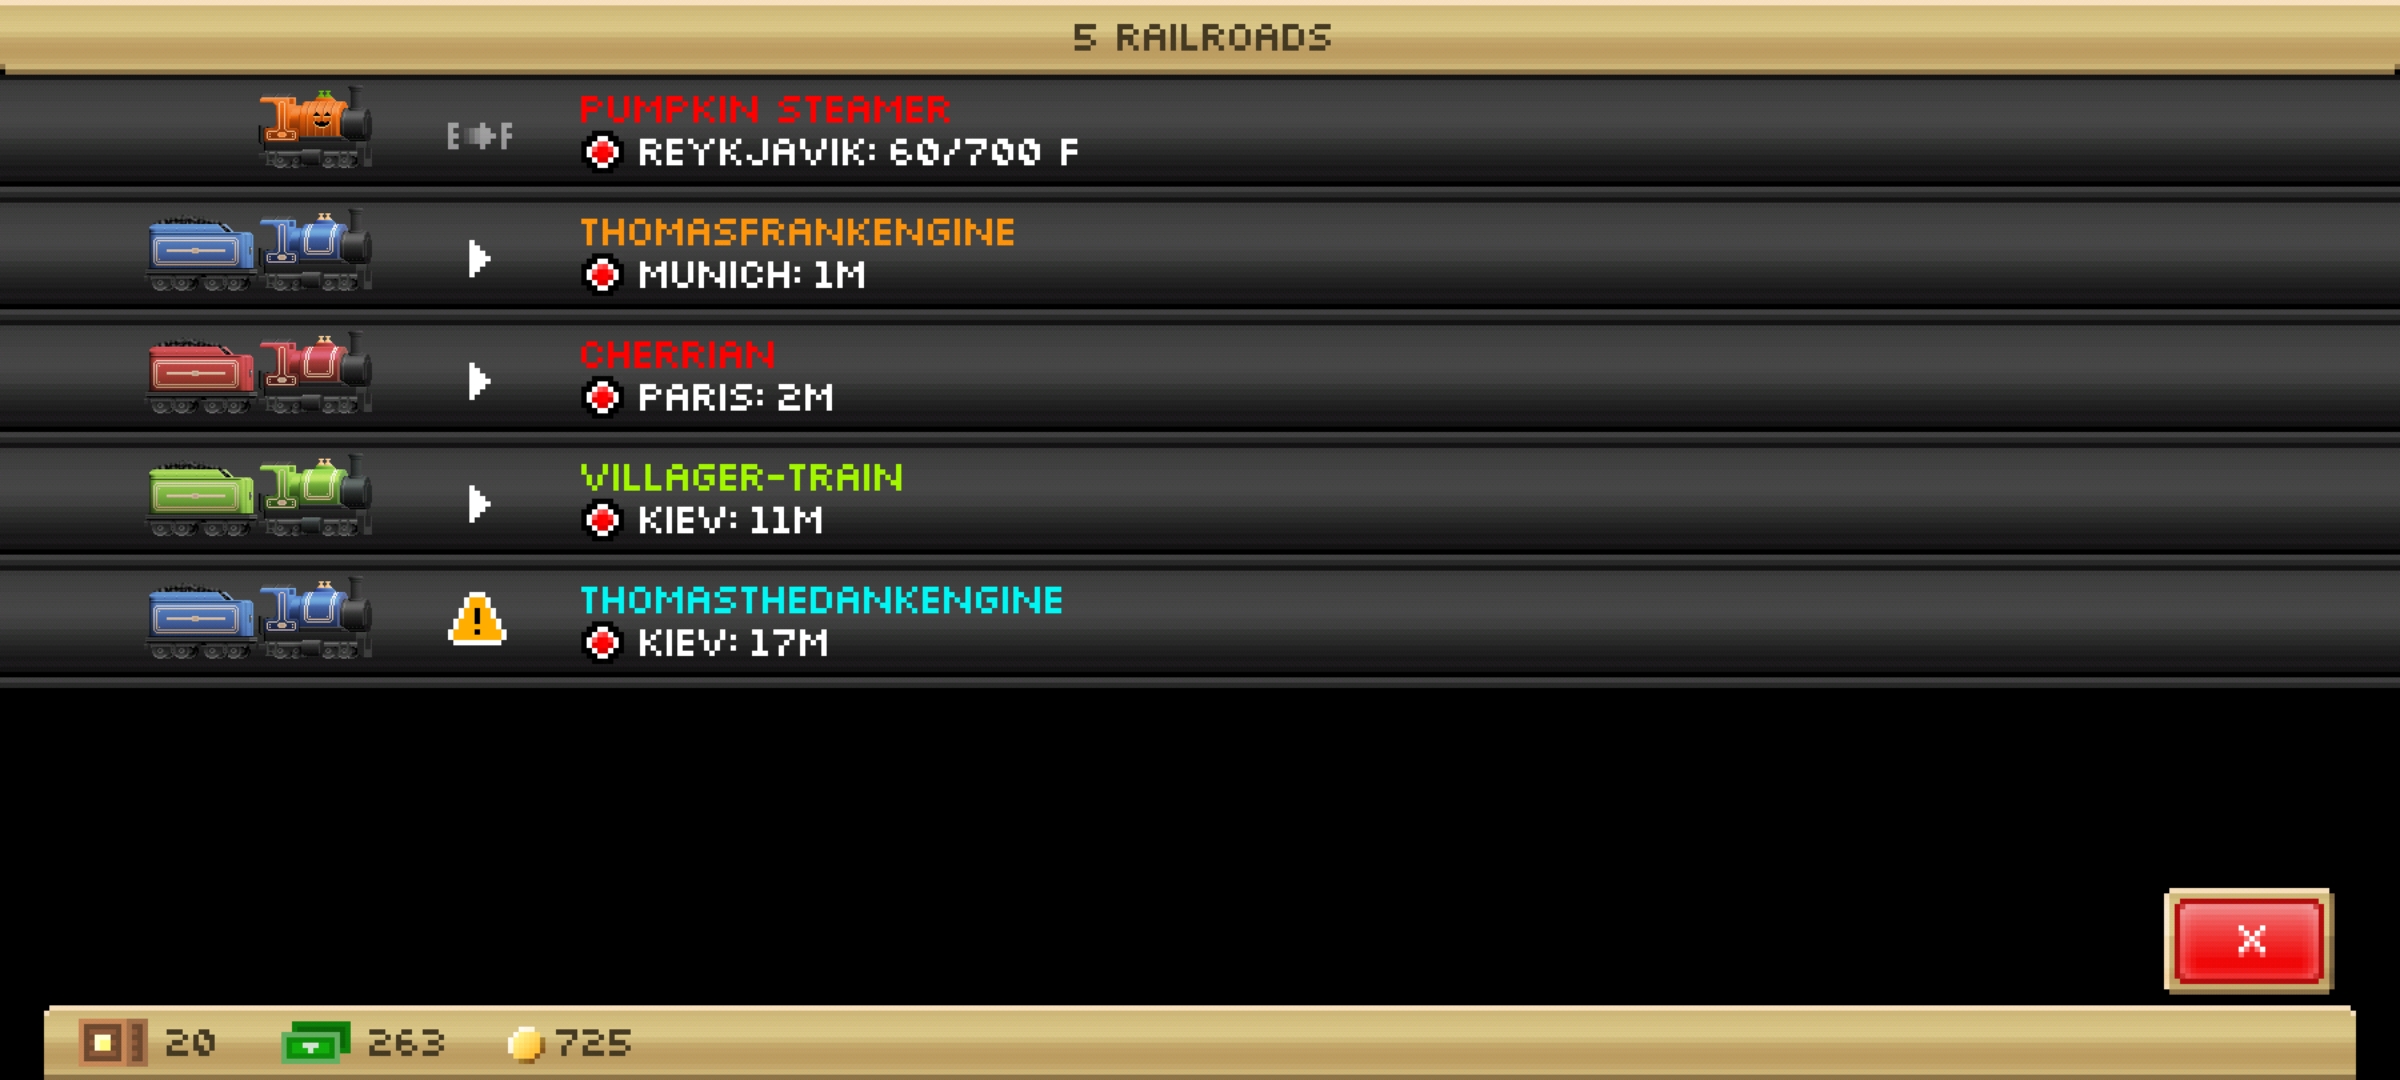 5 RAILROADS
E F
PUMPKIN STEAMER
REYKJAVIK: 60/700 F
THOMASFRANKENGINE
MUNICH: 1M
CHERRIAN
PARIS: 2M
VILLAGER-TRAIN
KIEV: 11M
!
THOMASTHEDANKENGINE
KIEV: 17M
X
20 263 725